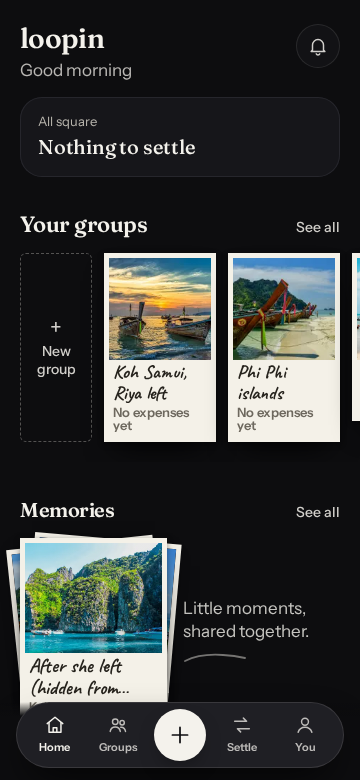 loopin
Good morning
All square
Nothing to settle
Your groups
See all
+
New
group
Koh Samui,
Riya left
No expenses
yet
Phi Phi
islands
No expenses
yet
Memories
See all
After she left
(hidden from...
Little moments,
shared together.
Home
Groups
+
Settle
You